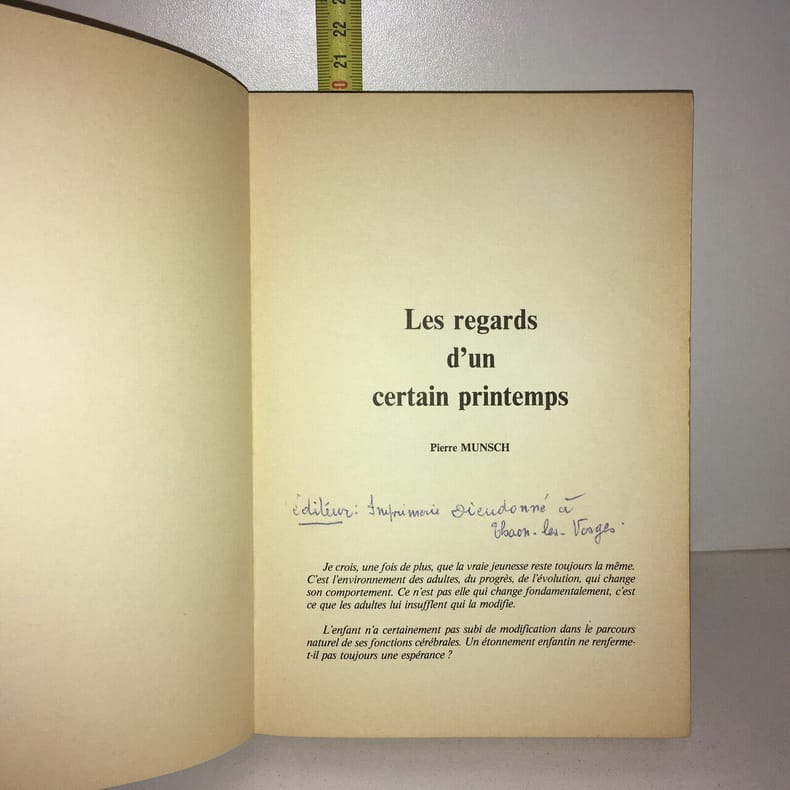 20 21 22 2
Les regards
d'un
certain printemps
Pierre MUNSCH
éditeur: Imprimerie Dieudonné à
Thaon-les-Vosges.
Je crois, une fois de plus, que la vraie jeunesse reste toujours la même.
C'est l'environnement des adultes, du progrès, de l'évolution, qui change
son comportement. Ce n'est pas elle qui change fondamentalement, c'est
ce que les adultes lui insufflent qui la modifie.
L'enfant n'a certainement pas subi de modification dans le parcours
naturel de ses fonctions cérébrales. Un étonnement enfantin ne renferme-
t-il pas toujours une espérance ?